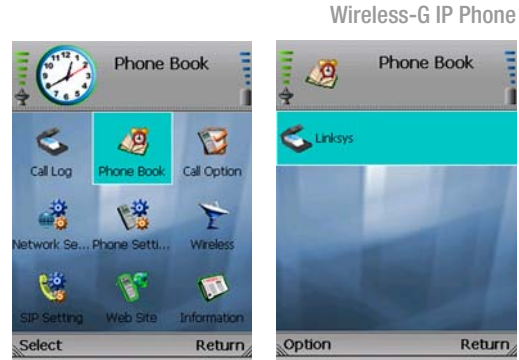 Wireless-G IP Phone
Phone Book
Call Log Phone Book Call Option
Network Se... Phone Setti... Wireless
SIP Setting Web Site Information
Select Return
Phone Book
Linksys
Option Return